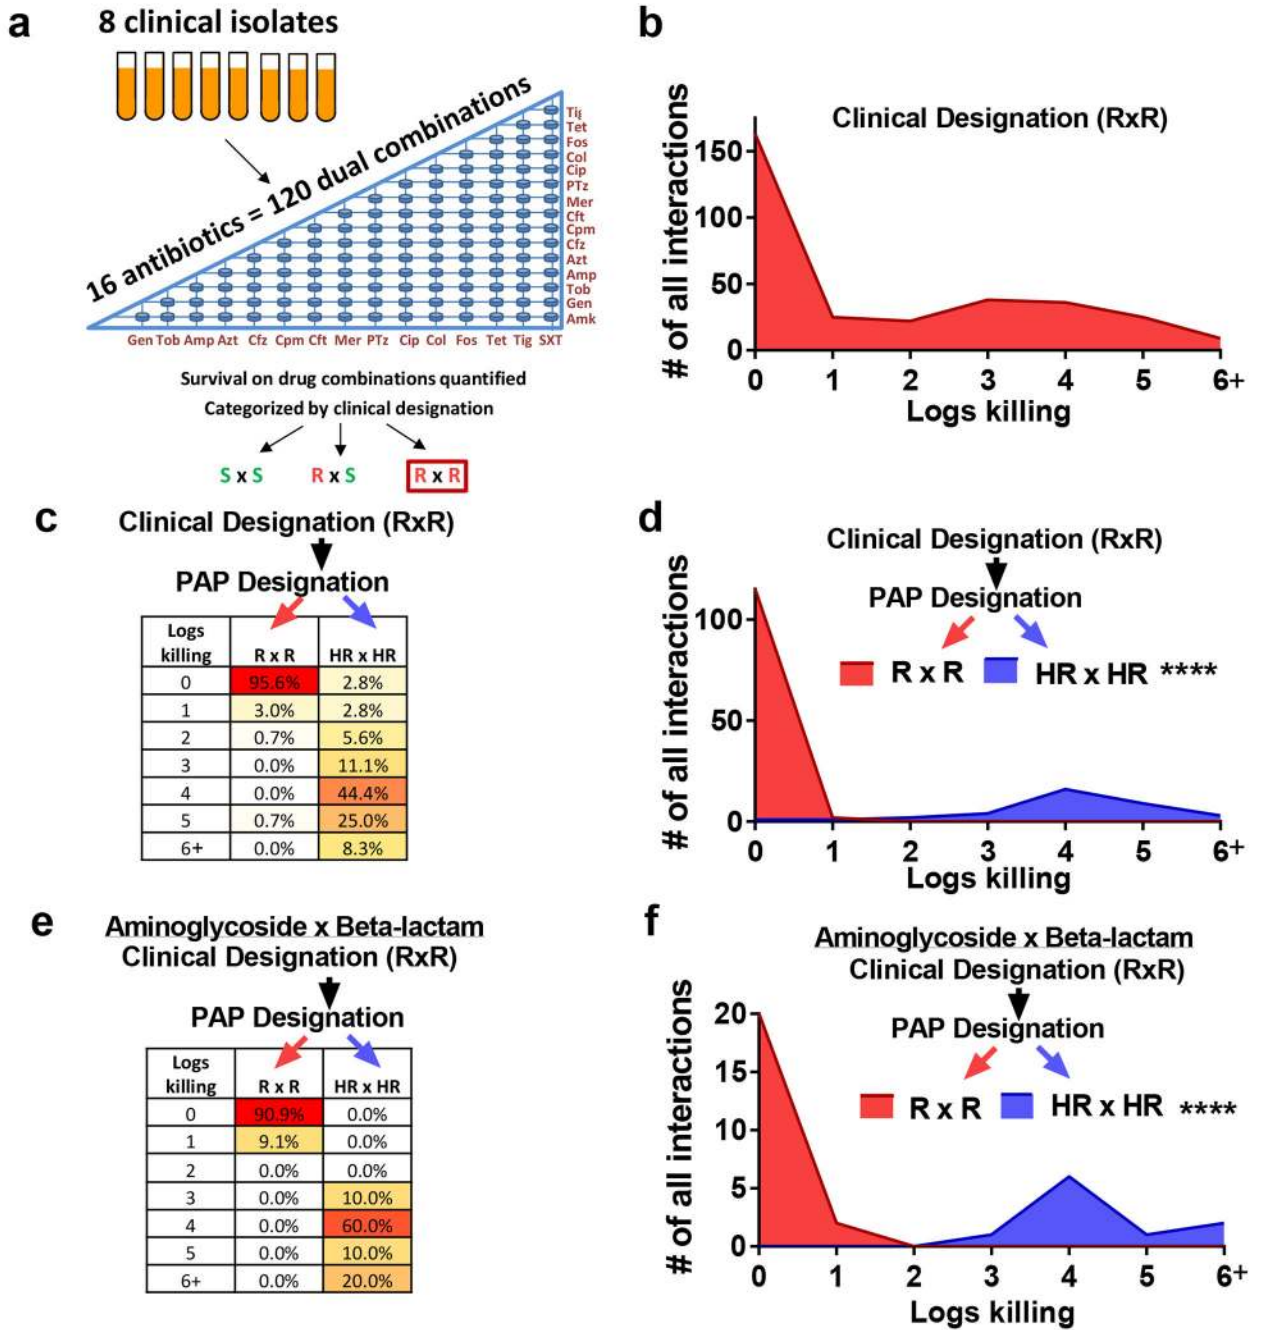 a
8 clinical isolates
16 antibiotics = 120 dual combinations
Tig
Tet
Fos
Col
Cip
PTz
Mer
Cft
Cpm
Cfz
Azt
Amp
Tob
Gen
Amk
Gen Tob Amp Azt Cfz Cpm Cft Mer PTz Cip Col Fos Tet Tig SXT
Survival on drug combinations quantified
Categorized by clinical designation
S x S R x S R x R
b
Clinical Designation (RxR)
# of all interactions
150
100
50
0
0 1 2 3 4 5 6+
Logs killing
c
Clinical Designation (RxR)
PAP Designation
Logs killing R x R HR x HR
0 95.6% 2.8%
1 3.0% 2.8%
2 0.7% 5.6%
3 0.0% 11.1%
4 0.0% 44.4%
5 0.7% 25.0%
6+ 0.0% 8.3%
d
Clinical Designation (RxR)
PAP Designation
R x R HR x HR ****
# of all interactions
100
50
0
0 1 2 3 4 5 6+
Logs killing
e
Aminoglycoside x Beta-lactam
Clinical Designation (RxR)
PAP Designation
Logs killing R x R HR x HR
0 90.9% 0.0%
1 9.1% 0.0%
2 0.0% 0.0%
3 0.0% 10.0%
4 0.0% 60.0%
5 0.0% 10.0%
6+ 0.0% 20.0%
f
Aminoglycoside x Beta-lactam
Clinical Designation (RxR)
PAP Designation
R x R HR x HR ****
# of all interactions
20
15
10
5
0
0 1 2 3 4 5 6+
Logs killing